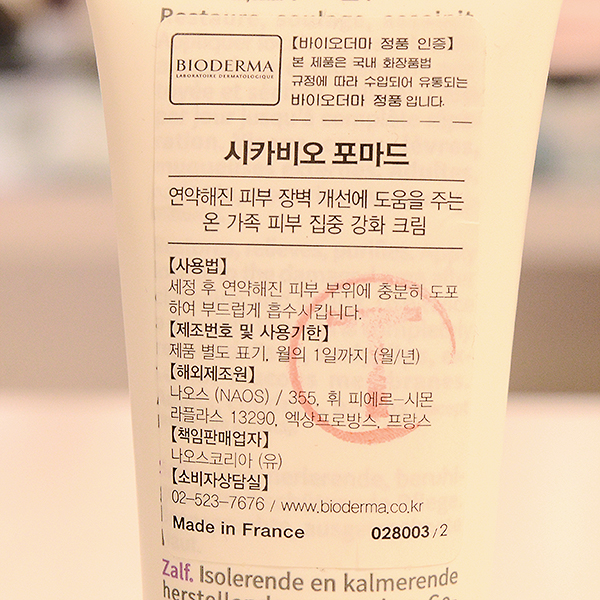 Restaure, soulage, assainit
BIODERMA
LABORATOIRE DERMATOLOGIQUE
【바이오더마 정품 인증】
본 제품은 국내 화장품법
규정에 따라 수입되어 유통되는
바이오더마 정품 입니다.
시카비오 포마드
연약해진 피부 장벽 개선에 도움을 주는
온 가족 피부 집중 강화 크림
【사용법】
세정 후 연약해진 피부 부위에 충분히 도포
하여 부드럽게 흡수시킵니다.
【제조번호 및 사용기한】
제품 별도 표기, 월의 1일까지 (월/년)
【해외제조원】
나오스 (NAOS) / 355, 휘 피에르-시몬
라플라스 13290, 엑상프로방스, 프랑스
【책임판매업자】
나오스코리아 (유)
【소비자상담실】
02-523-7676 / www.bioderma.co.kr
Made in France 028003/2
Zalf. Isolerende en kalmerende